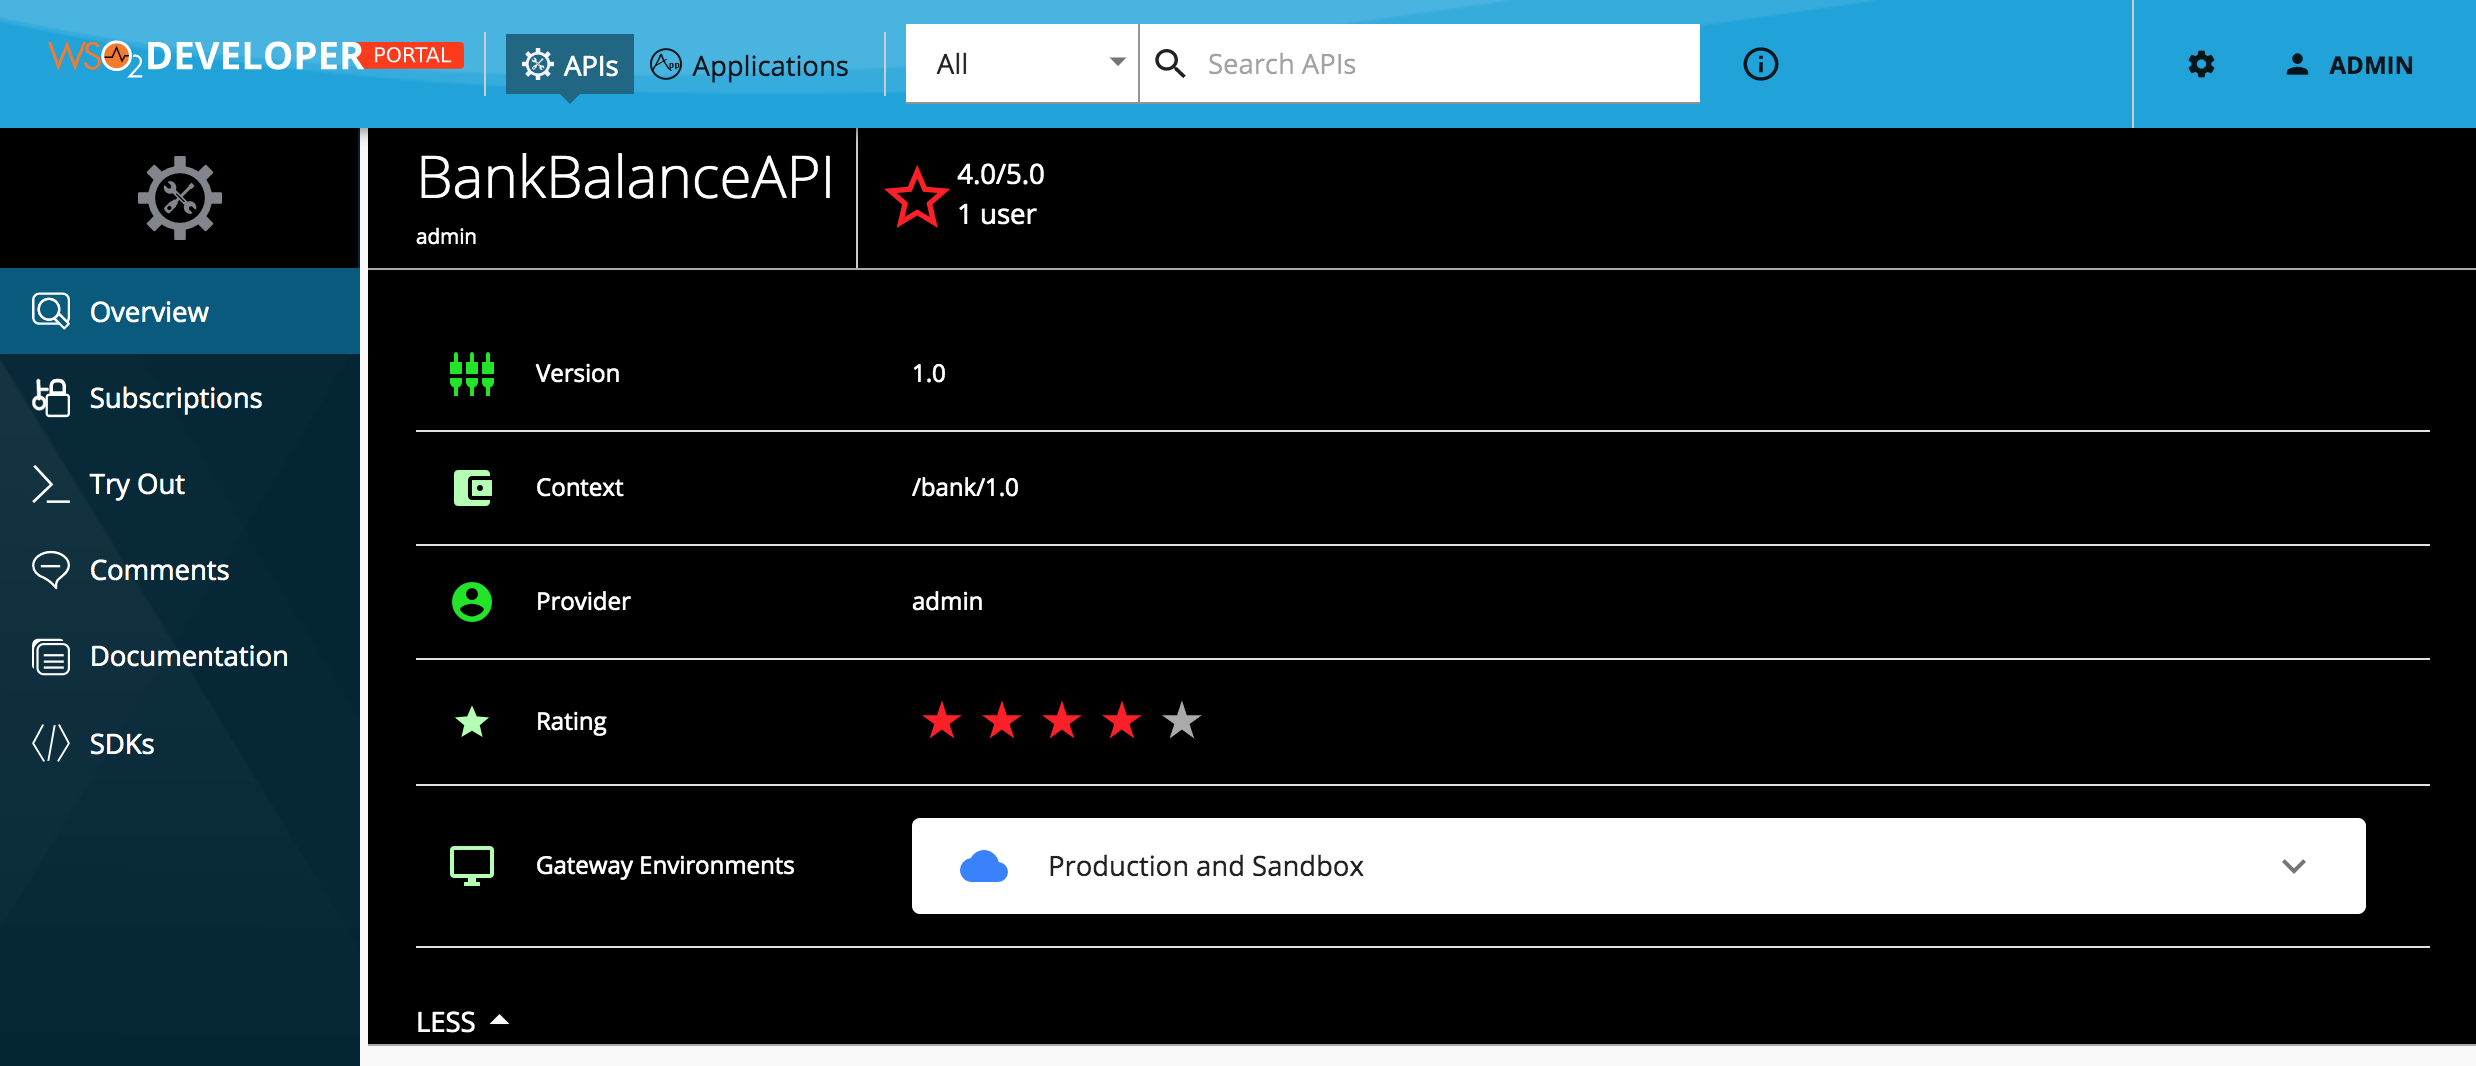 WSO2 DEVELOPER PORTAL
APIs
Applications
All
Search APIs
ADMIN
BankBalanceAPI
admin
4.0/5.0
1 user
Overview
Subscriptions
Try Out
Comments
Documentation
SDKs
Version 1.0
Context /bank/1.0
Provider admin
Rating
Gateway Environments Production and Sandbox
LESS